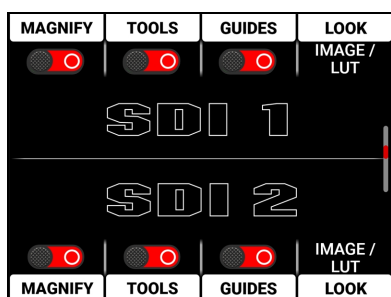 MAGNIFY TOOLS GUIDES LOOK
IMAGE /
LUT
SDI 1
SDI 2
IMAGE /
LUT
MAGNIFY TOOLS GUIDES LOOK